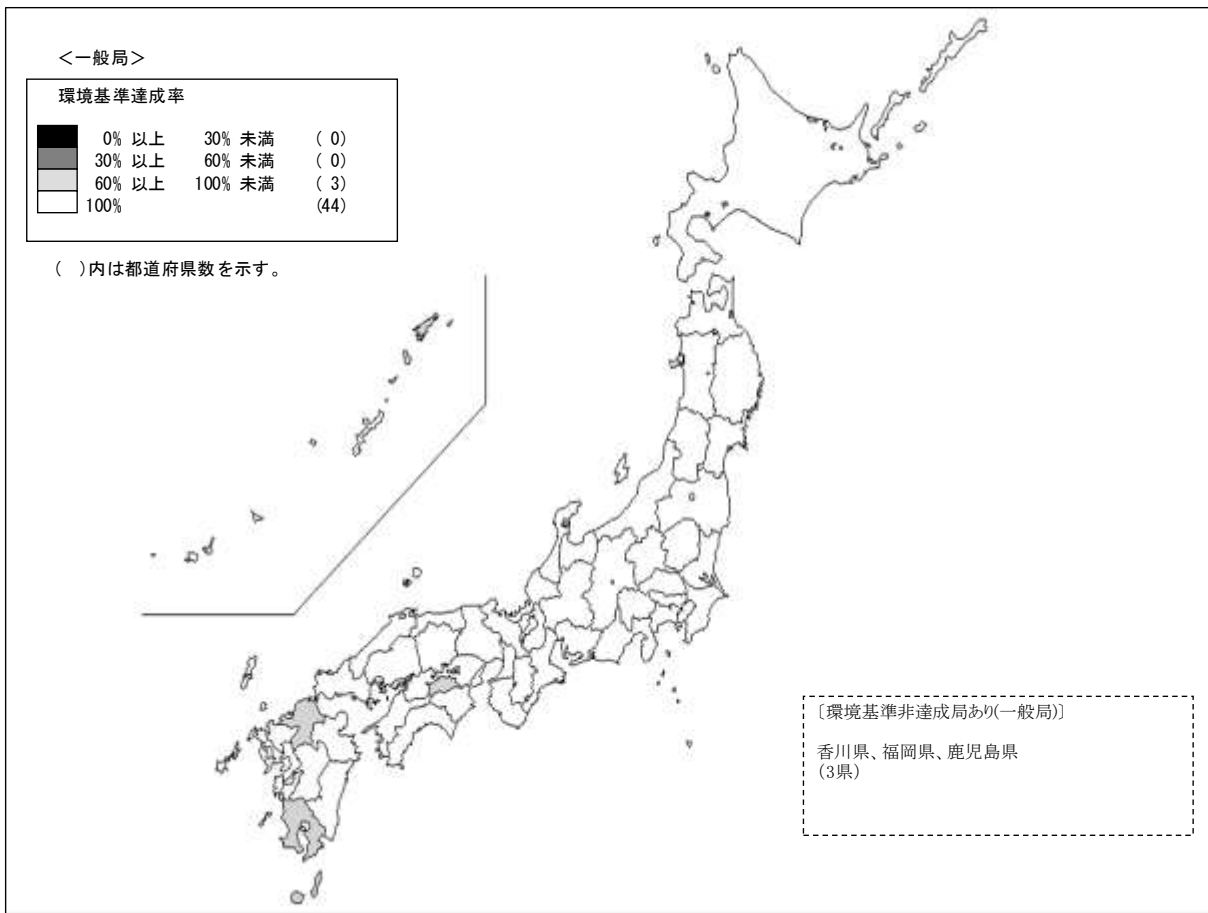 ＜一般局＞
環境基準達成率
0% 以上 30% 未満 ( 0)
30% 以上 60% 未満 ( 0)
60% 以上 100% 未満 ( 3)
100% (44)
( )内は都道府県数を示す。
〔環境基準非達成局あり(一般局)〕
香川県、福岡県、鹿児島県
(3県)